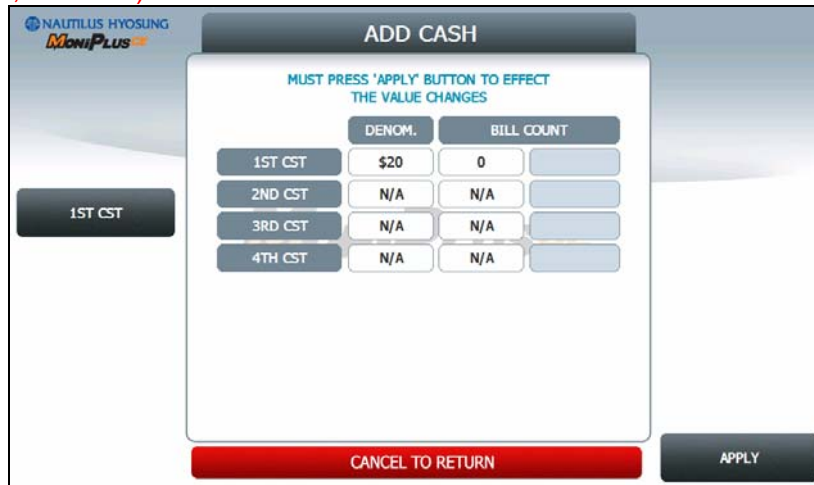 NAUTILUS HYOSUNG
MoniPlus CE
ADD CASH
MUST PRESS 'APPLY' BUTTON TO EFFECT
THE VALUE CHANGES
DENOM. BILL COUNT
1ST CST $20 0
2ND CST N/A N/A
1ST CST
3RD CST N/A N/A
4TH CST N/A N/A
CANCEL TO RETURN
APPLY